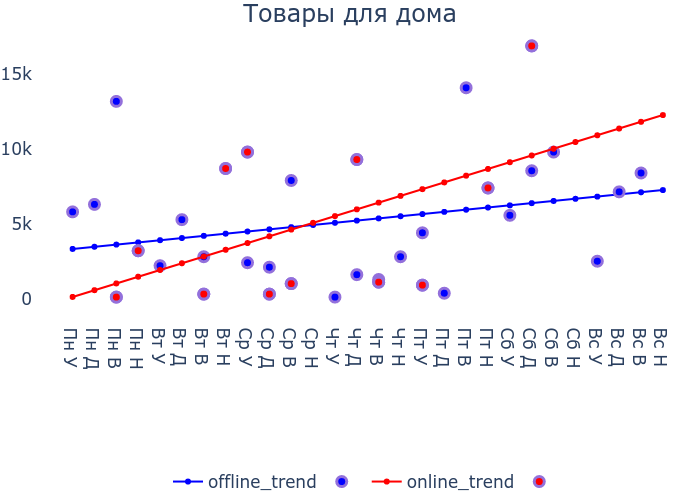 Товары для дома
15k
10k
5k
0
Пн У
Пн Д
Пн В
Пн Н
Вт У
Вт Д
Вт В
Вт Н
Ср У
Ср Д
Ср В
Ср Н
Чт У
Чт Д
Чт В
Чт Н
Пт У
Пт Д
Пт В
Пт Н
Сб У
Сб Д
Сб В
Сб Н
Вс У
Вс Д
Вс В
Вс Н
offline_trend
online_trend